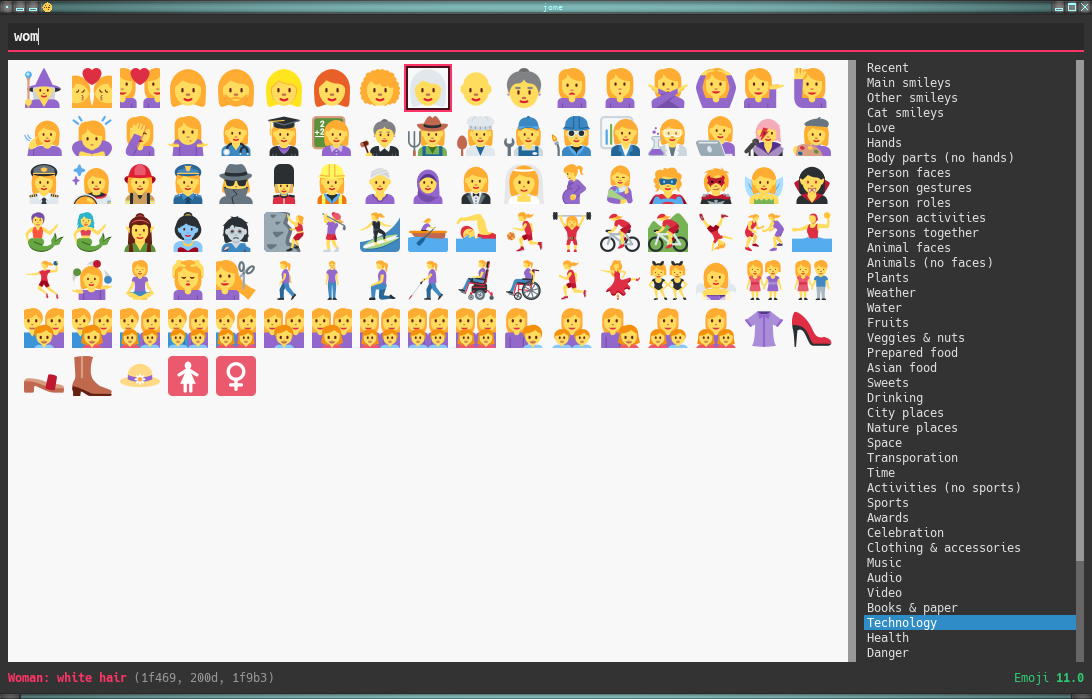 jome
wom
Recent
Main smileys
Other smileys
Cat smileys
Love
Hands
Body parts (no hands)
Person faces
Person gestures
Person roles
Person activities
Persons together
Animal faces
Animals (no faces)
Plants
Weather
Water
Fruits
Veggies & nuts
Prepared food
Asian food
Sweets
Drinking
City places
Nature places
Space
Transporation
Time
Activities (no sports)
Sports
Awards
Celebration
Clothing & accessories
Music
Audio
Video
Books & paper
Technology
Health
Danger
Woman: white hair (1f469, 200d, 1f9b3)
Emoji 11.0